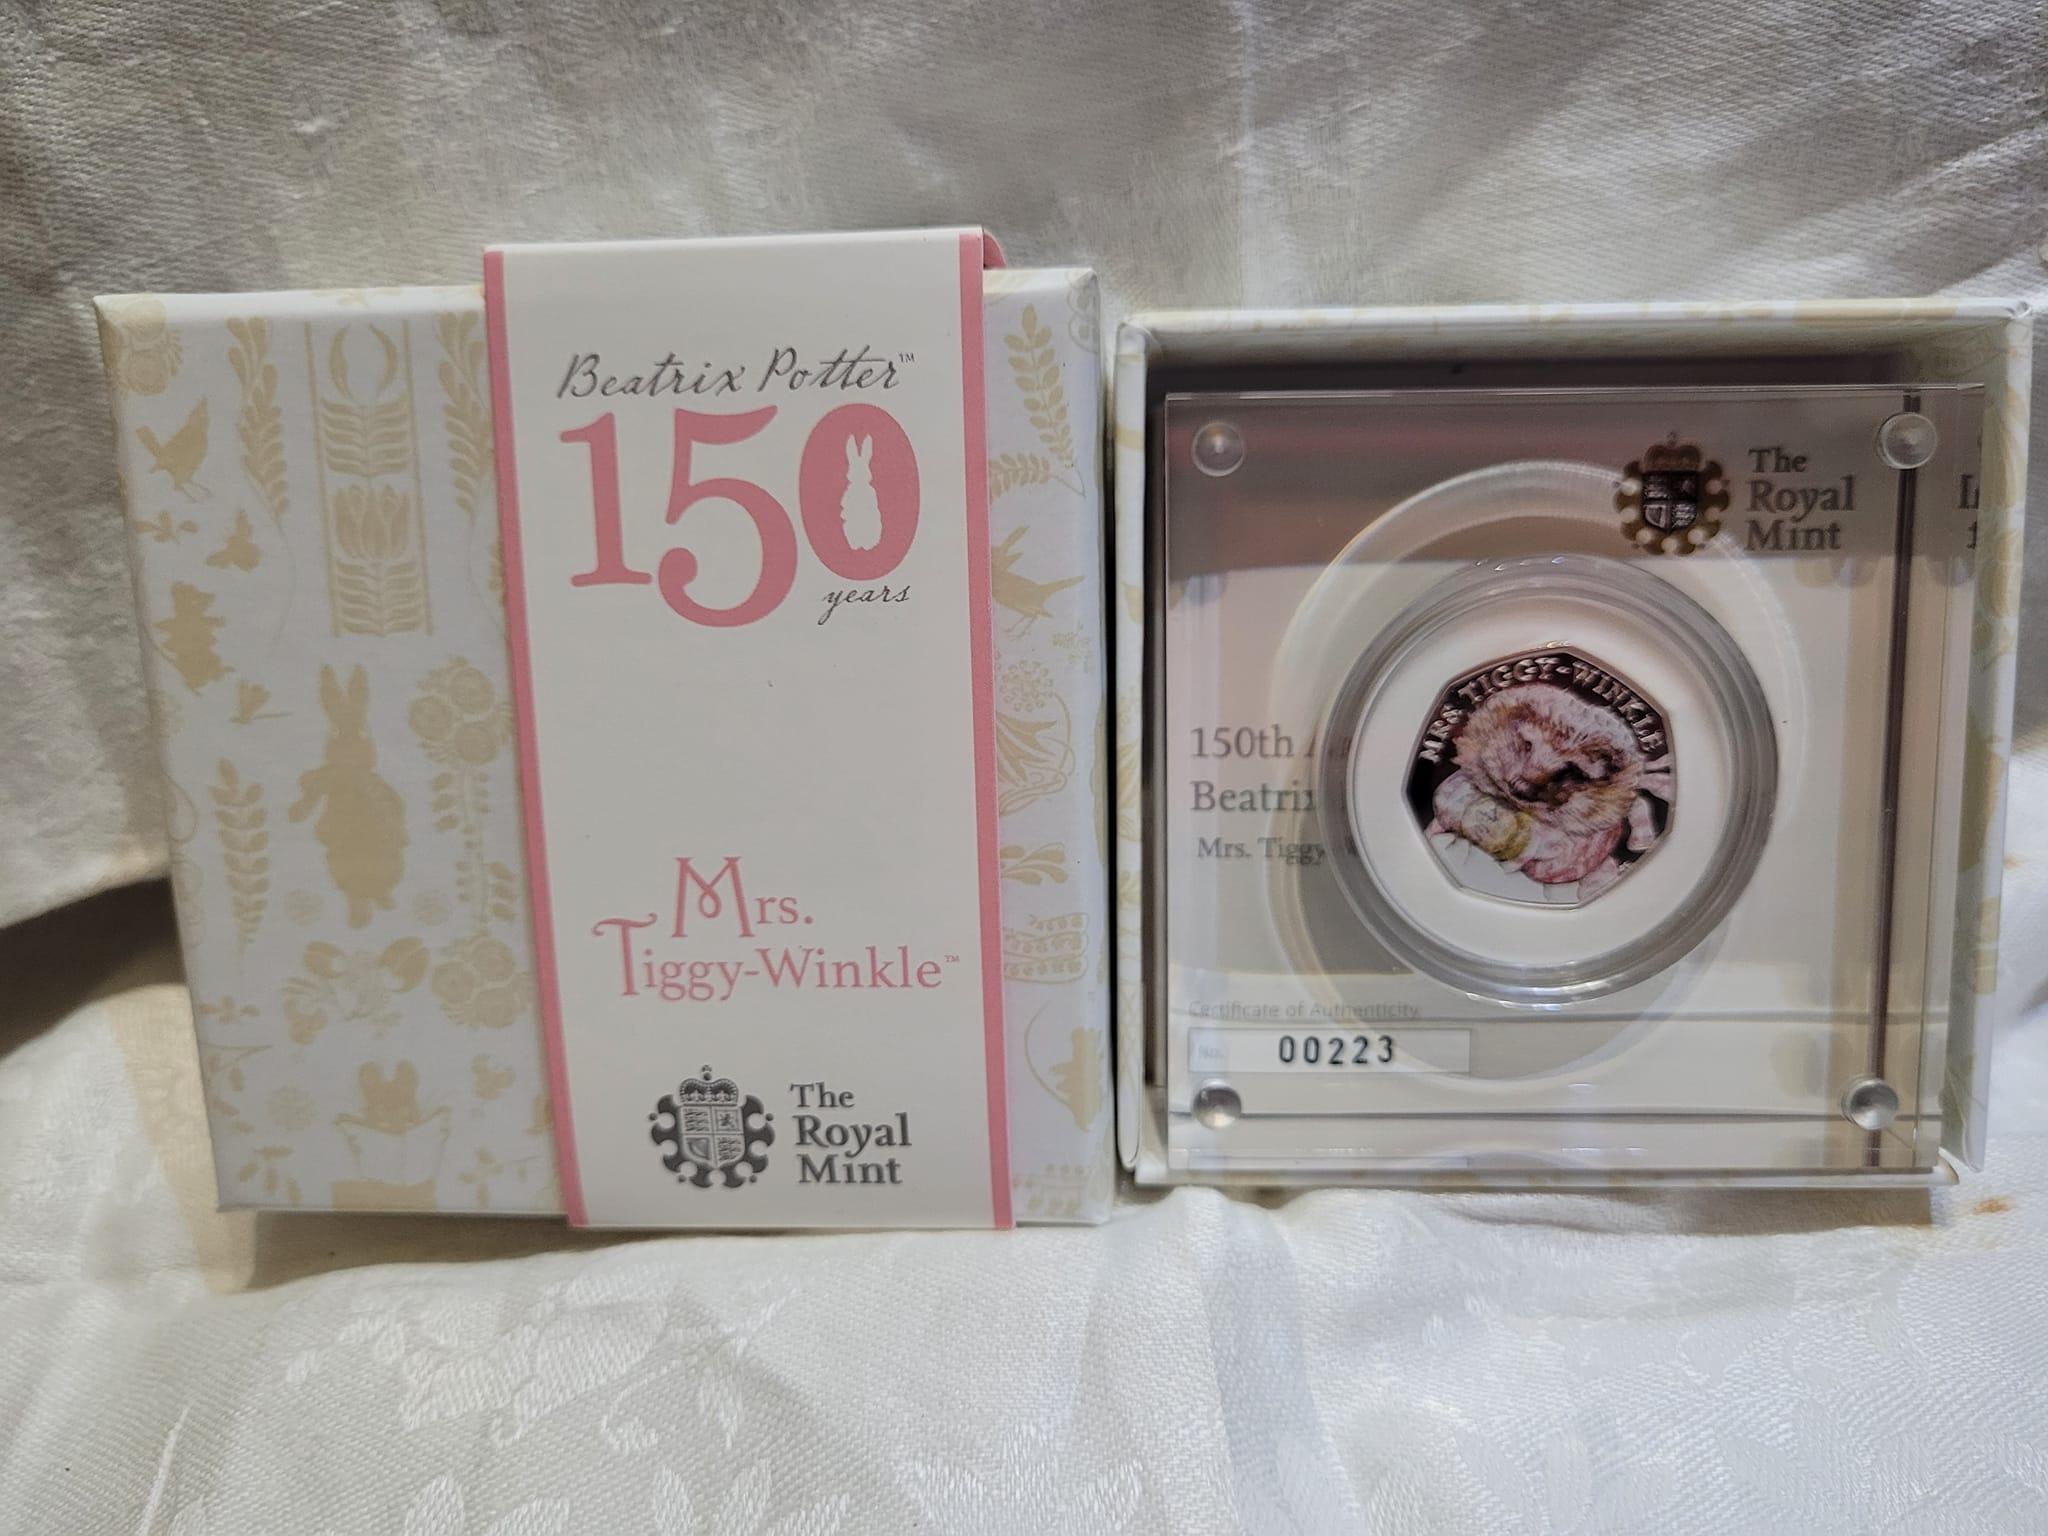 Beatrix Potter™
150
years
Mrs.
Tiggy-Winkle™
The
Royal
Mint
The
Royal
Mint
MRS. TIGGY-WINKLE
150th
Beatrix
Mrs. Tiggy
Certificate of Authenticity
No. 00223